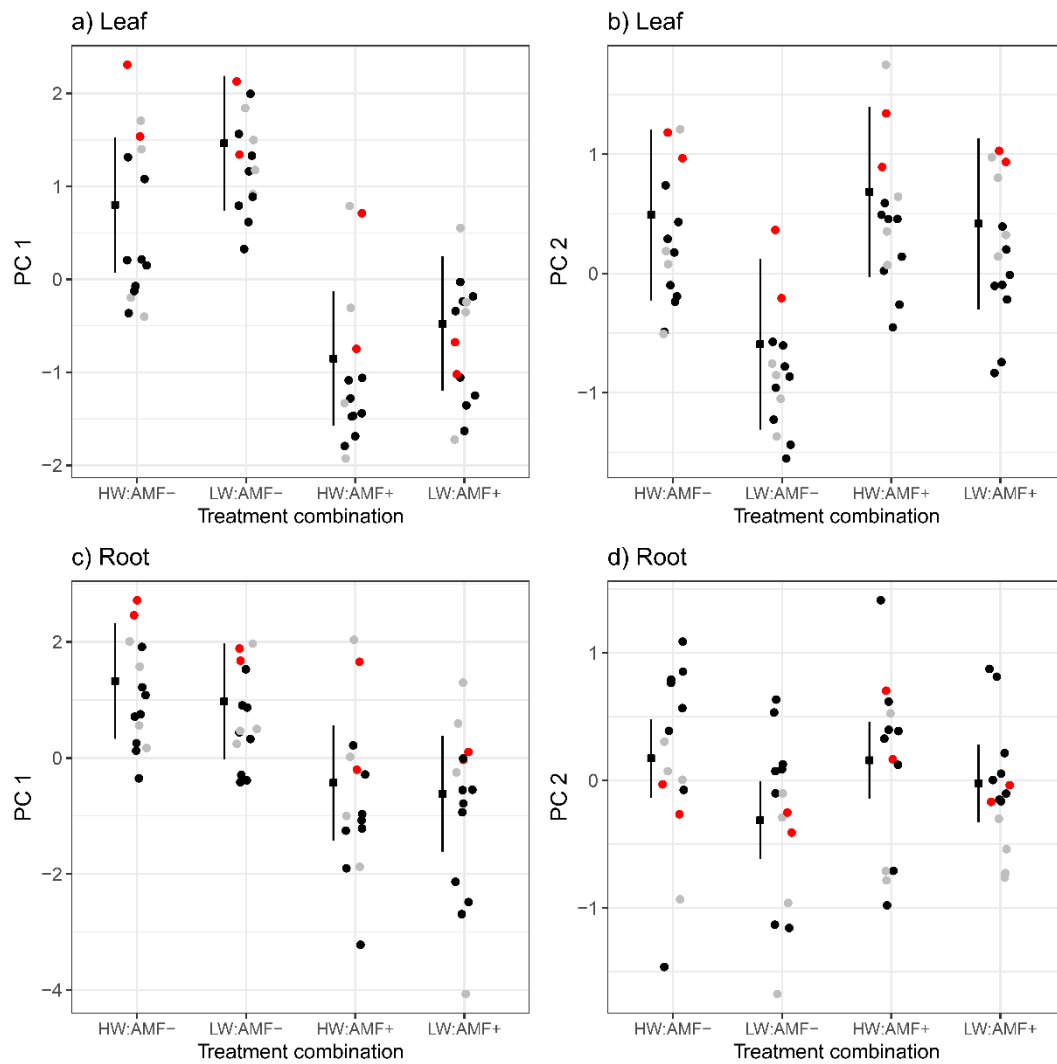 a) Leaf
PC 1
2
1
0
−1
−2
HW:AMF− LW:AMF− HW:AMF+ LW:AMF+
Treatment combination
b) Leaf
PC 2
1
0
−1
HW:AMF− LW:AMF− HW:AMF+ LW:AMF+
Treatment combination
c) Root
PC 1
2
0
−2
−4
HW:AMF− LW:AMF− HW:AMF+ LW:AMF+
Treatment combination
d) Root
PC 2
1
0
−1
HW:AMF− LW:AMF− HW:AMF+ LW:AMF+
Treatment combination